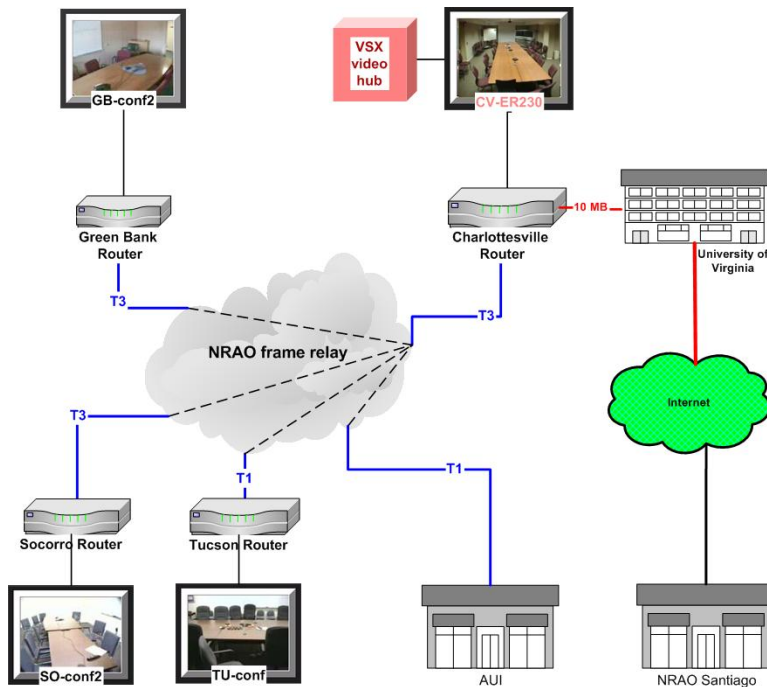 VSX
video
hub
GB-conf2
CV-ER230
10 MB
Green Bank
Router
Charlottesville
Router
University of
Virginia
T3
T3
NRAO frame relay
Internet
T3
T1
T1
Socorro Router
Tucson Router
SO-conf2
TU-conf
AUI
NRAO Santiago